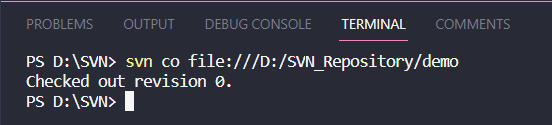 PROBLEMS OUTPUT DEBUG CONSOLE TERMINAL COMMENTS
PS D:\SVN> svn co file:///D:/SVN_Repository/demo
Checked out revision 0.
PS D:\SVN>